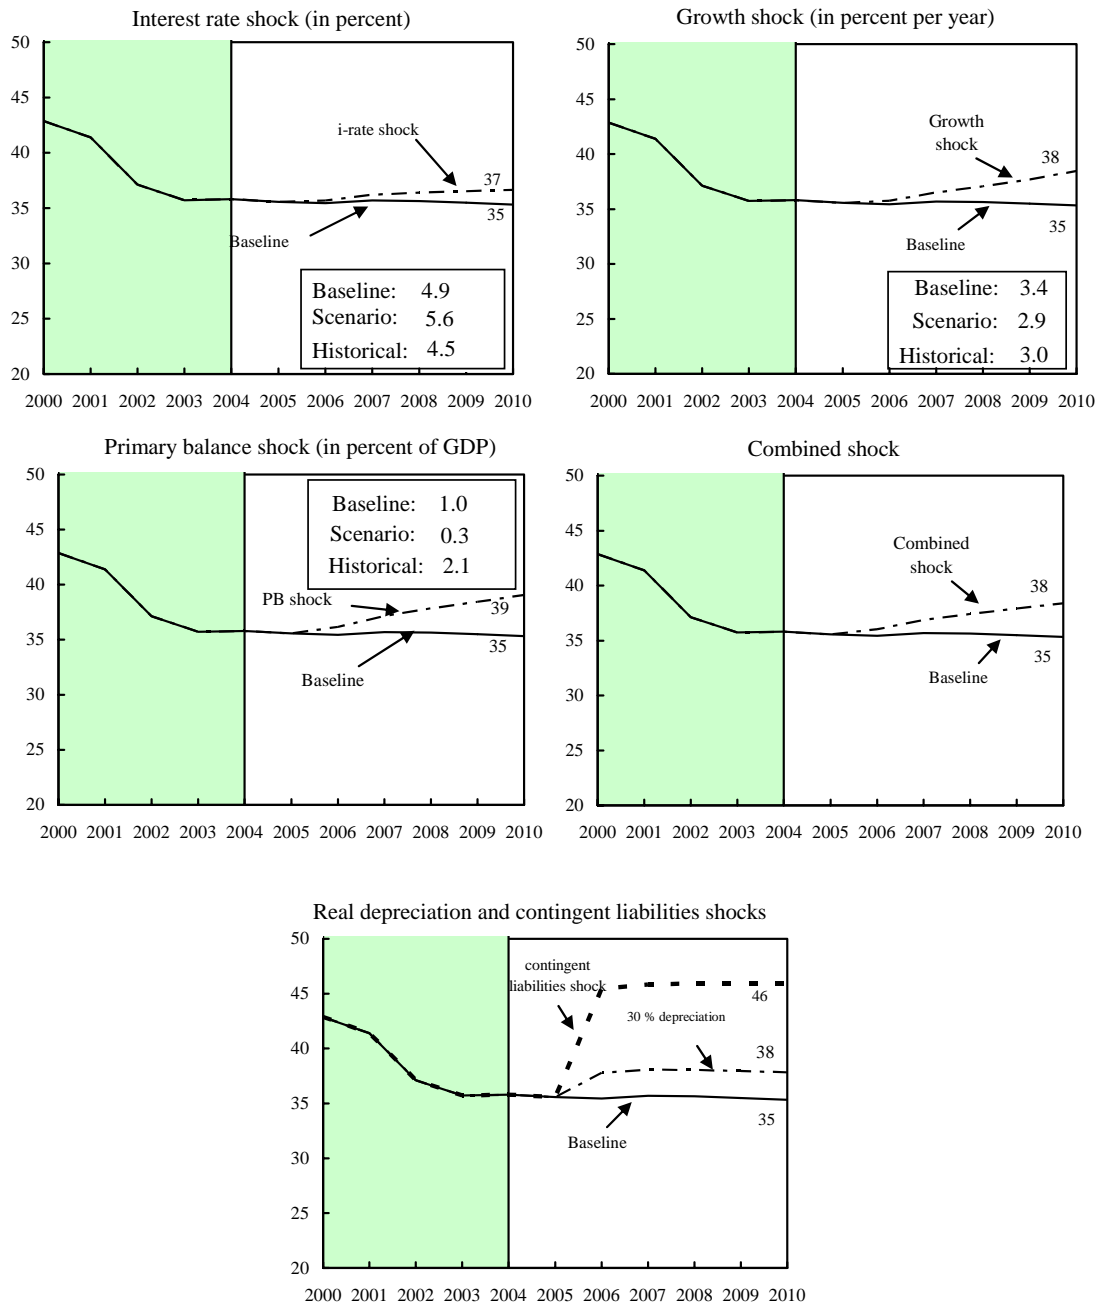 Interest rate shock (in percent)
50
45
40
35
30
25
20
i-rate shock
37
35
Baseline
Baseline: 4.9
Scenario: 5.6
Historical: 4.5
2000 2001 2002 2003 2004 2005 2006 2007 2008 2009 2010
Growth shock (in percent per year)
50
45
40
35
30
25
20
Growth
shock
38
35
Baseline
Baseline: 3.4
Scenario: 2.9
Historical: 3.0
2000 2001 2002 2003 2004 2005 2006 2007 2008 2009 2010
Primary balance shock (in percent of GDP)
50
45
40
35
30
25
20
Baseline: 1.0
Scenario: 0.3
Historical: 2.1
PB shock
39
35
Baseline
2000 2001 2002 2003 2004 2005 2006 2007 2008 2009 2010
Combined shock
50
45
40
35
30
25
20
Combined
shock
38
35
Baseline
2000 2001 2002 2003 2004 2005 2006 2007 2008 2009 2010
Real depreciation and contingent liabilities shocks
50
45
40
35
30
25
20
contingent
liabilities shock
46
30 % depreciation
38
35
Baseline
2000 2001 2002 2003 2004 2005 2006 2007 2008 2009 2010